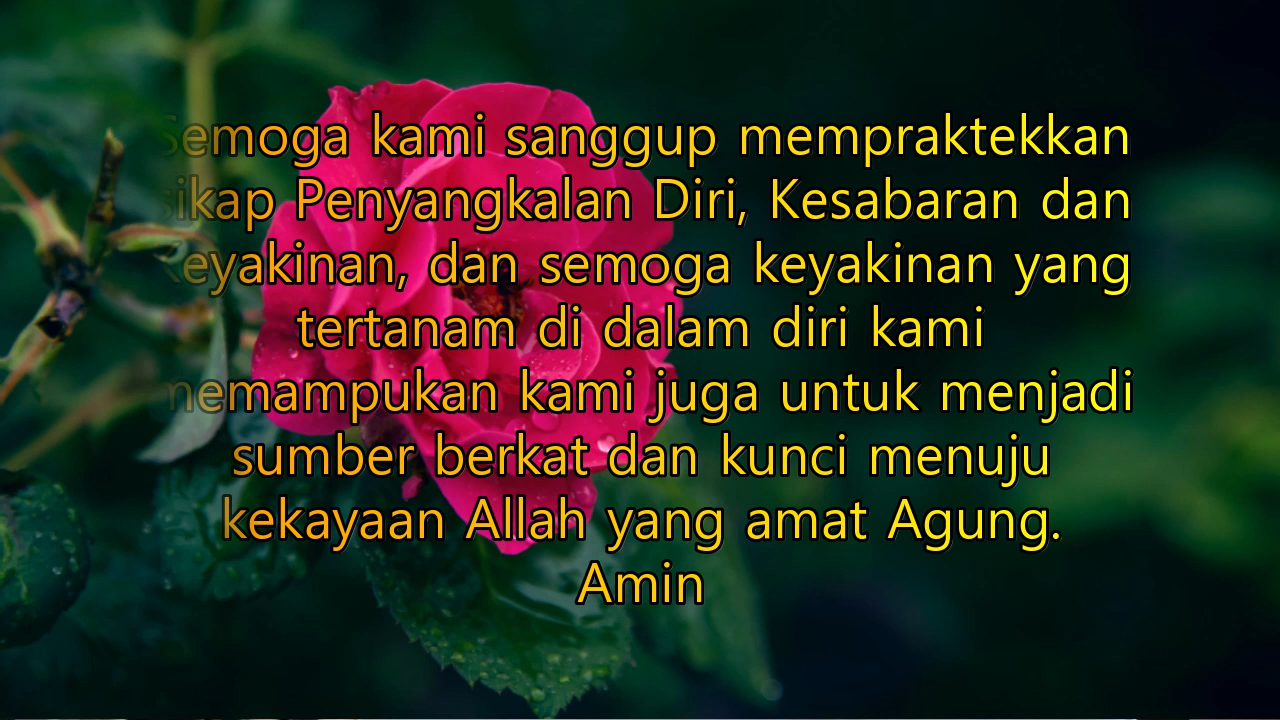 Semoga kami sanggup mempraktekkan
sikap Penyangkalan Diri, Kesabaran dan
Keyakinan, dan semoga keyakinan yang
tertanam di dalam diri kami
memampukan kami juga untuk menjadi
sumber berkat dan kunci menuju
kekayaan Allah yang amat Agung.
Amin